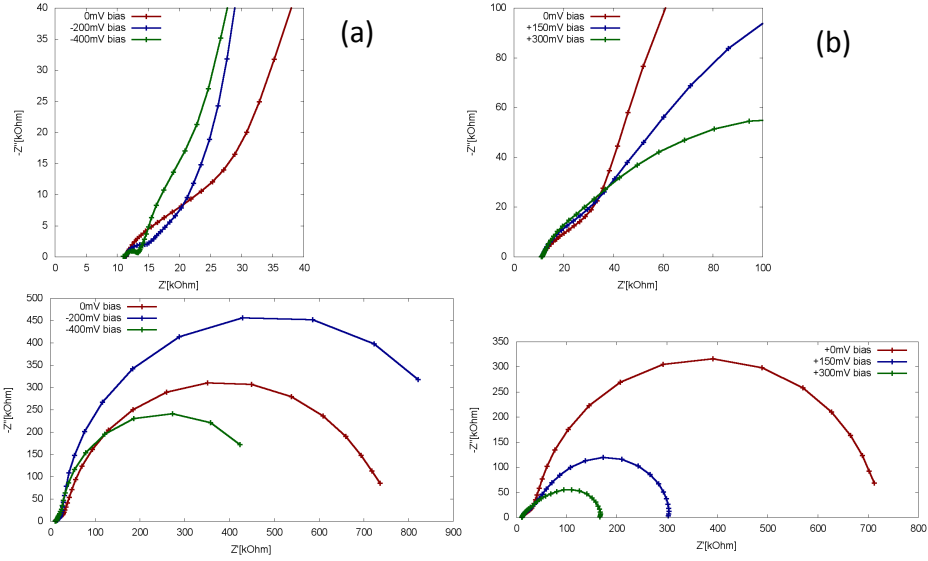 40
35
30
25
20
15
10
5
0
-Z''[kOhm]
0mV bias
-200mV bias
-400mV bias
(a)
0 5 10 15 20 25 30 35 40
Z'[kOhm]
100
80
60
40
20
0
-Z''[kOhm]
0mV bias
+150mV bias
+300mV bias
(b)
0 20 40 60 80 100
Z'[kOhm]
500
450
400
350
300
250
200
150
100
50
0
-Z''[kOhm]
0mV bias
-200mV bias
-400mV bias
0 100 200 300 400 500 600 700 800 900
Z'[kOhm]
350
300
250
200
150
100
50
0
-Z''[kOhm]
+0mV bias
+150mV bias
+300mV bias
0 100 200 300 400 500 600 700 800
Z'[kOhm]